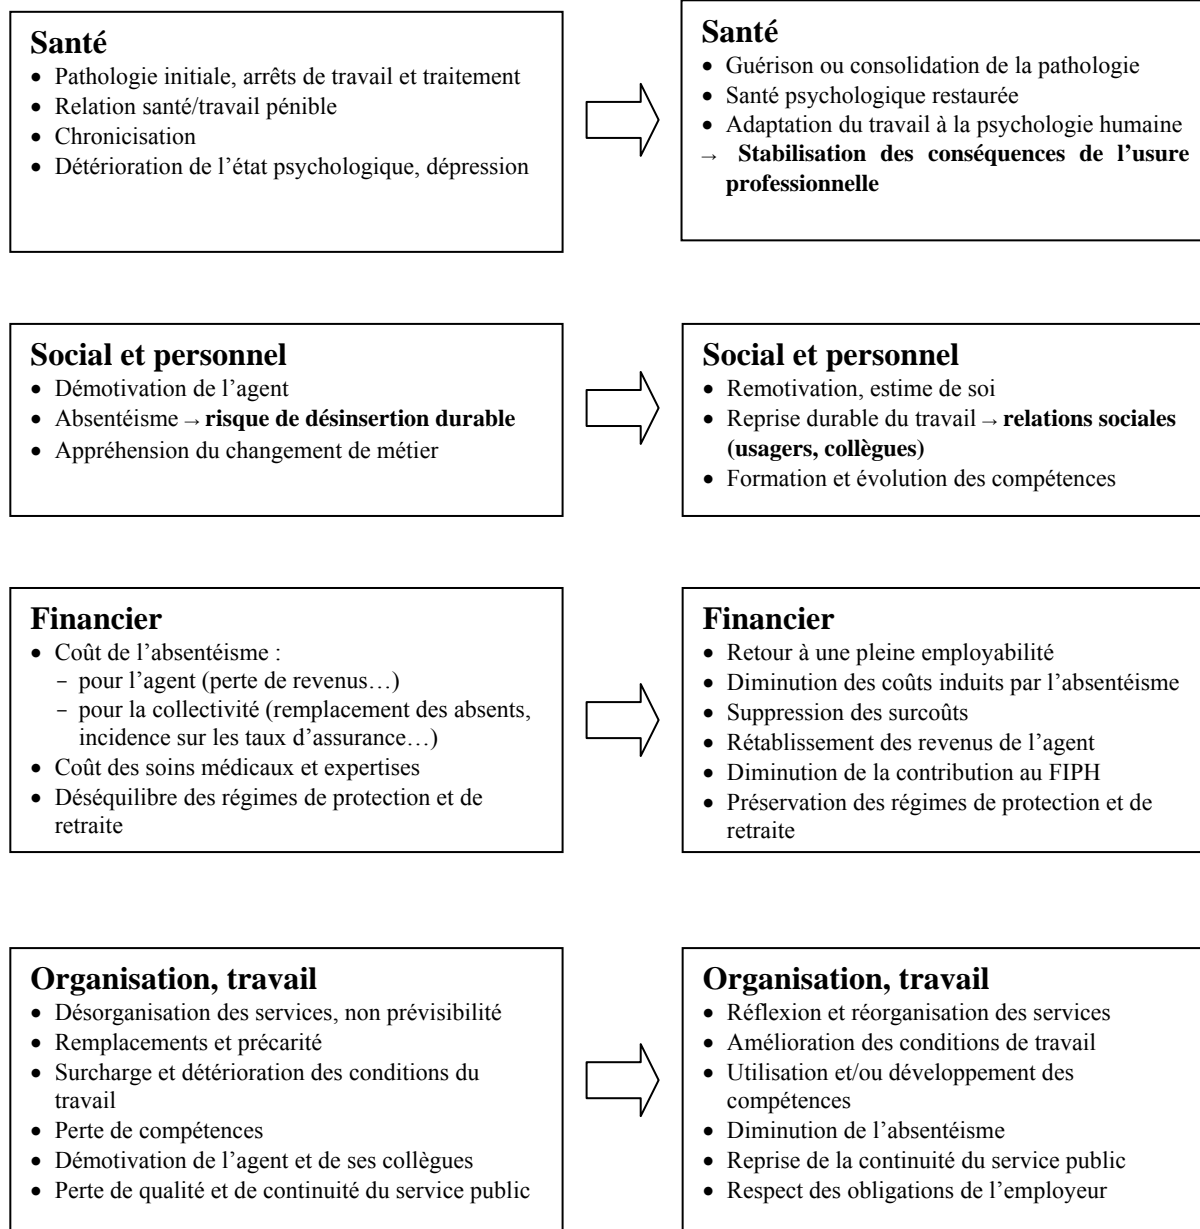 Santé
• Pathologie initiale, arrêts de travail et traitement
• Relation santé/travail pénible
• Chronicisation
• Détérioration de l’état psychologique, dépression
Santé
• Guérison ou consolidation de la pathologie
• Santé psychologique restaurée
• Adaptation du travail à la psychologie humaine
→ Stabilisation des conséquences de l’usure
professionnelle
Social et personnel
• Démotivation de l’agent
• Absentéisme → risque de désinsertion durable
• Appréhension du changement de métier
Social et personnel
• Remotivation, estime de soi
• Reprise durable du travail → relations sociales
(usagers, collègues)
• Formation et évolution des compétences
Financier
• Coût de l’absentéisme :
− pour l’agent (perte de revenus…)
− pour la collectivité (remplacement des absents,
incidence sur les taux d’assurance…)
• Coût des soins médicaux et expertises
• Déséquilibre des régimes de protection et de
retraite
Financier
• Retour à une pleine employabilité
• Diminution des coûts induits par l’absentéisme
• Suppression des surcoûts
• Rétablissement des revenus de l’agent
• Diminution de la contribution au FIPH
• Préservation des régimes de protection et de
retraite
Organisation, travail
• Désorganisation des services, non prévisibilité
• Remplacements et précarité
• Surcharge et détérioration des conditions du
travail
• Perte de compétences
• Démotivation de l’agent et de ses collègues
• Perte de qualité et de continuité du service public
Organisation, travail
• Réflexion et réorganisation des services
• Amélioration des conditions de travail
• Utilisation et/ou développement des
compétences
• Diminution de l’absentéisme
• Reprise de la continuité du service public
• Respect des obligations de l’employeur